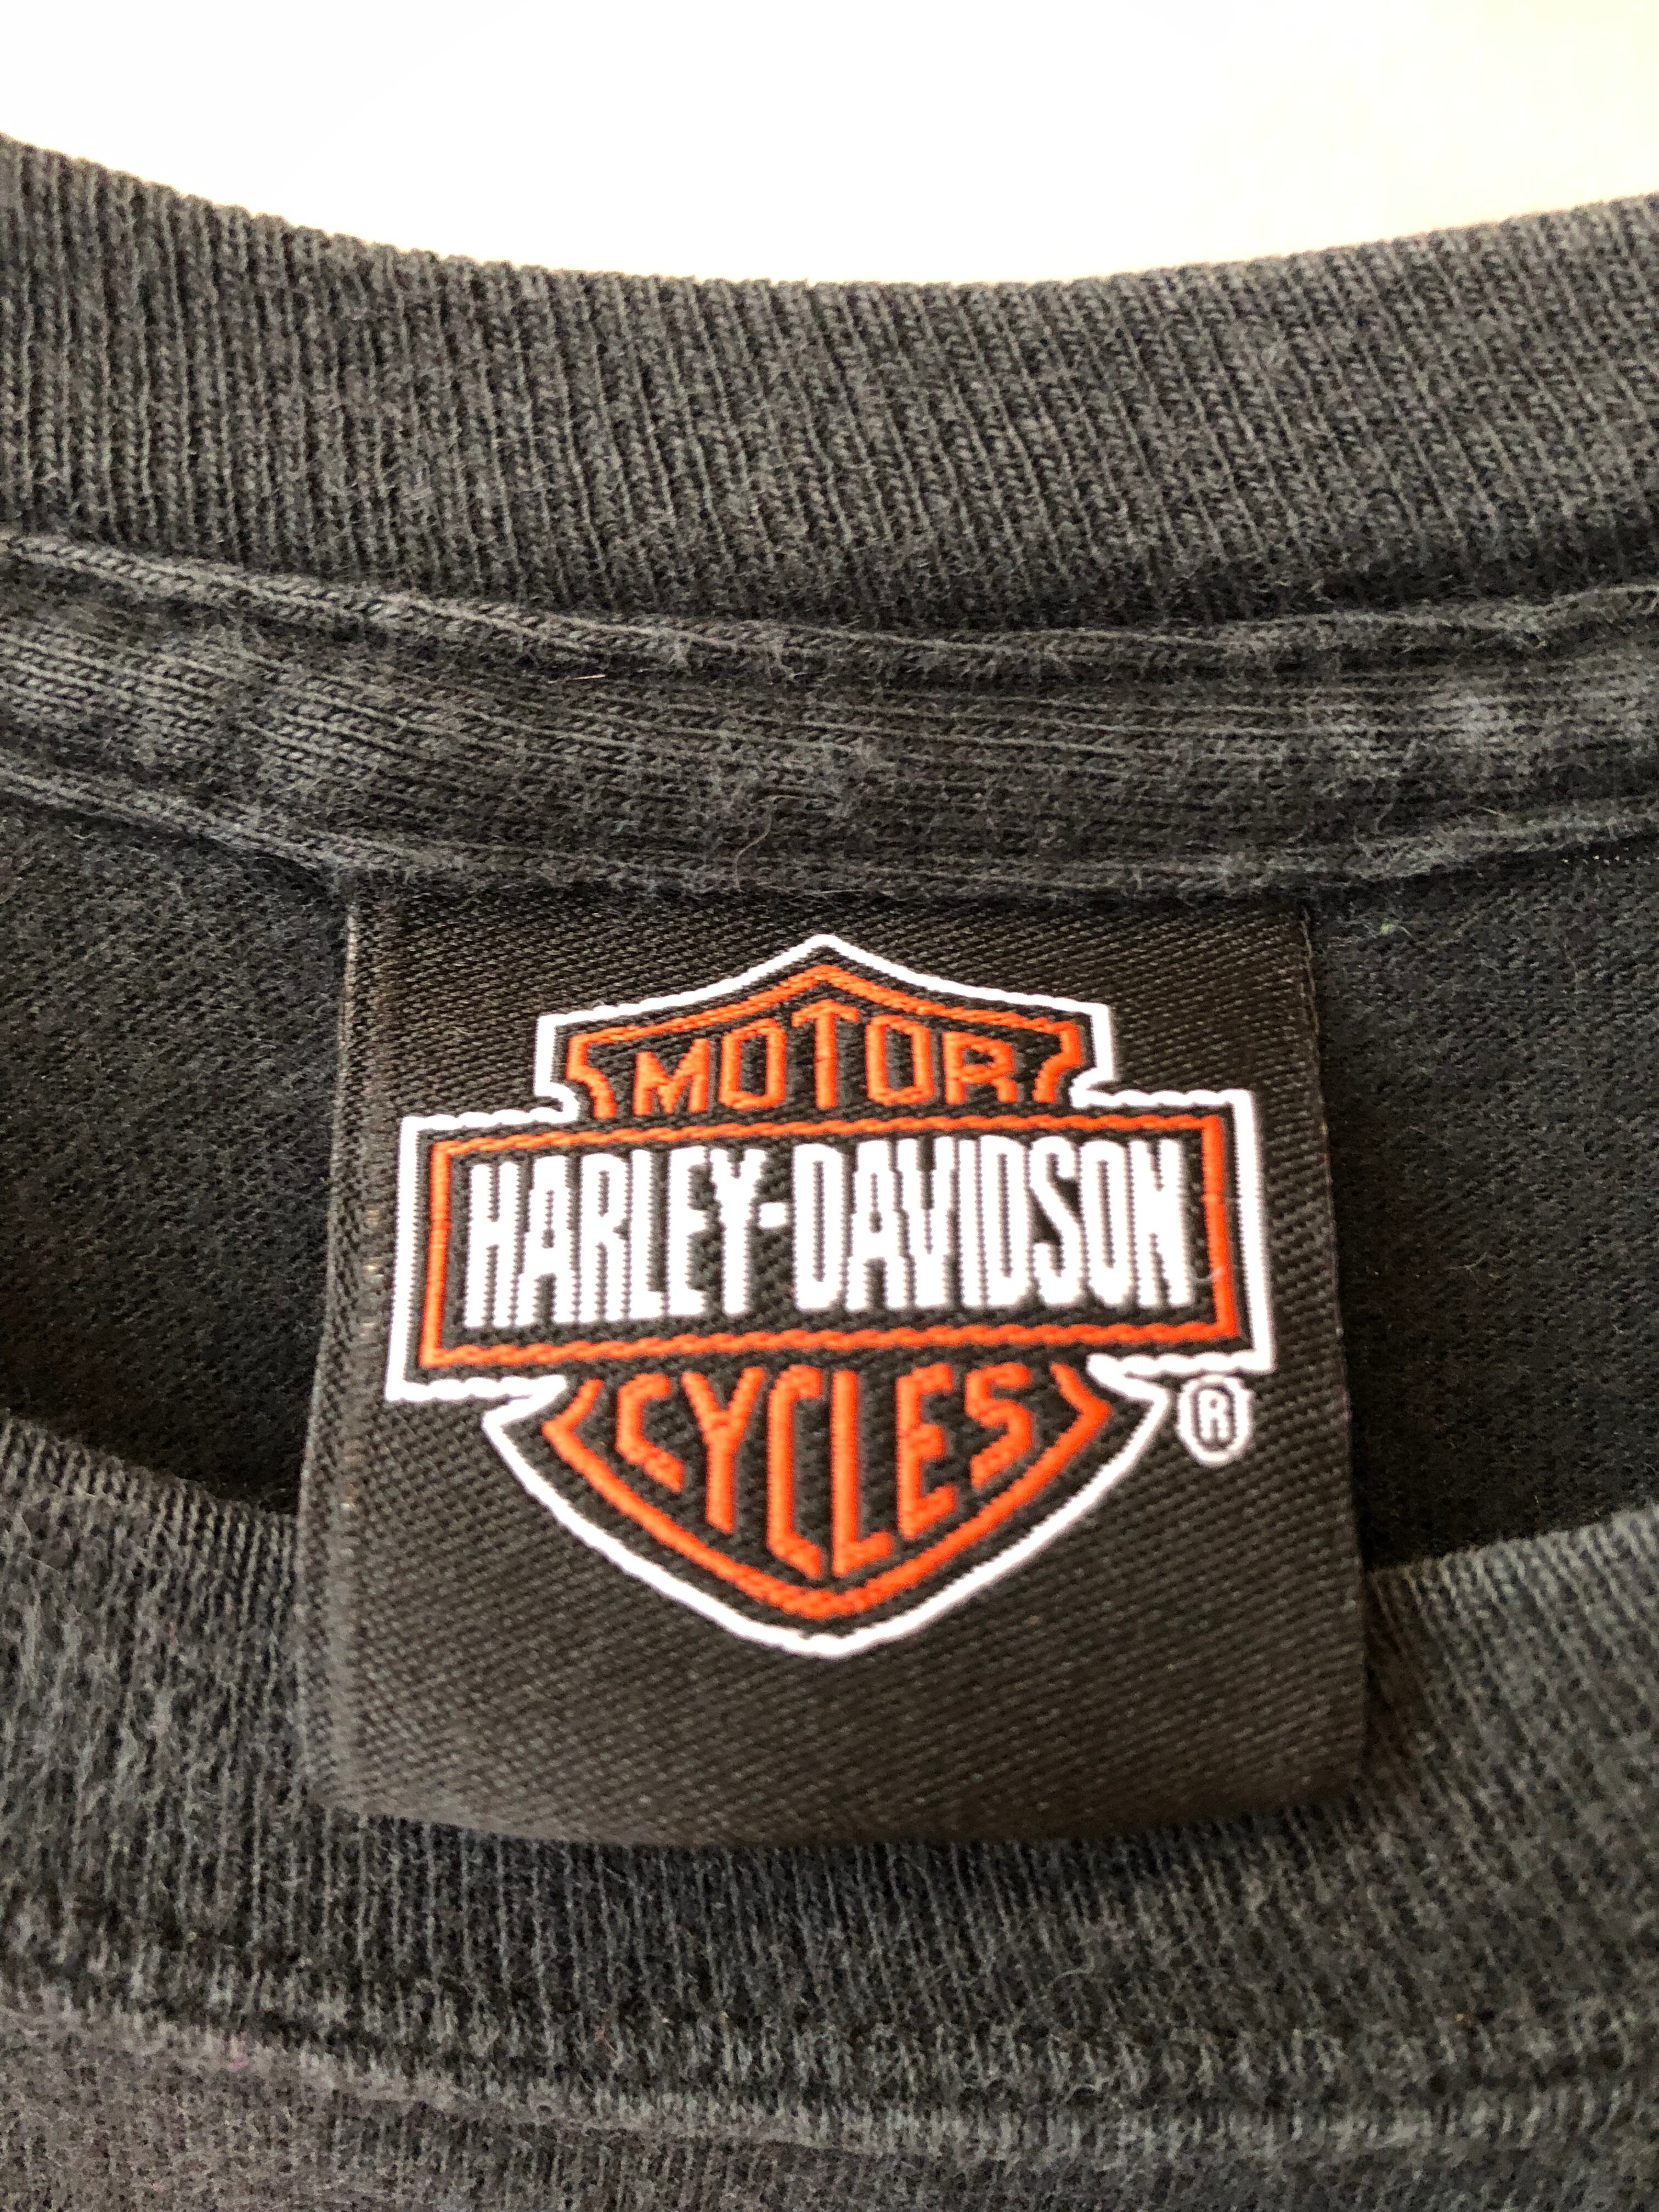 MOTOR
HARLEY-DAVIDSON
CYCLES
®